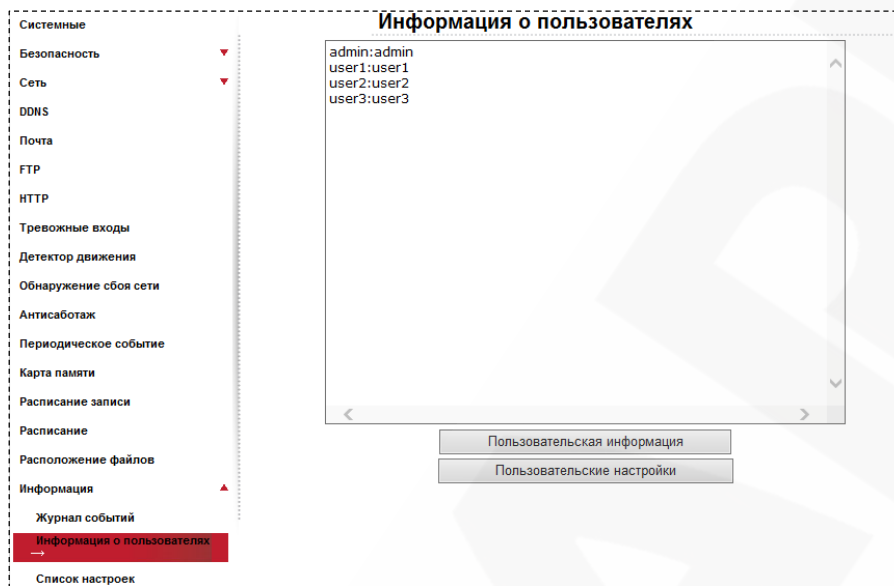 Системные
Безопасность
Сеть
DDNS
Почта
FTP
HTTP
Тревожные входы
Детектор движения
Обнаружение сбоя сети
Антисаботаж
Периодическое событие
Карта памяти
Расписание записи
Расписание
Расположение файлов
Информация
Журнал событий
Информация о пользователях
Список настроек
Информация о пользователях
admin:admin
user1:user1
user2:user2
user3:user3
Пользовательская информация
Пользовательские настройки